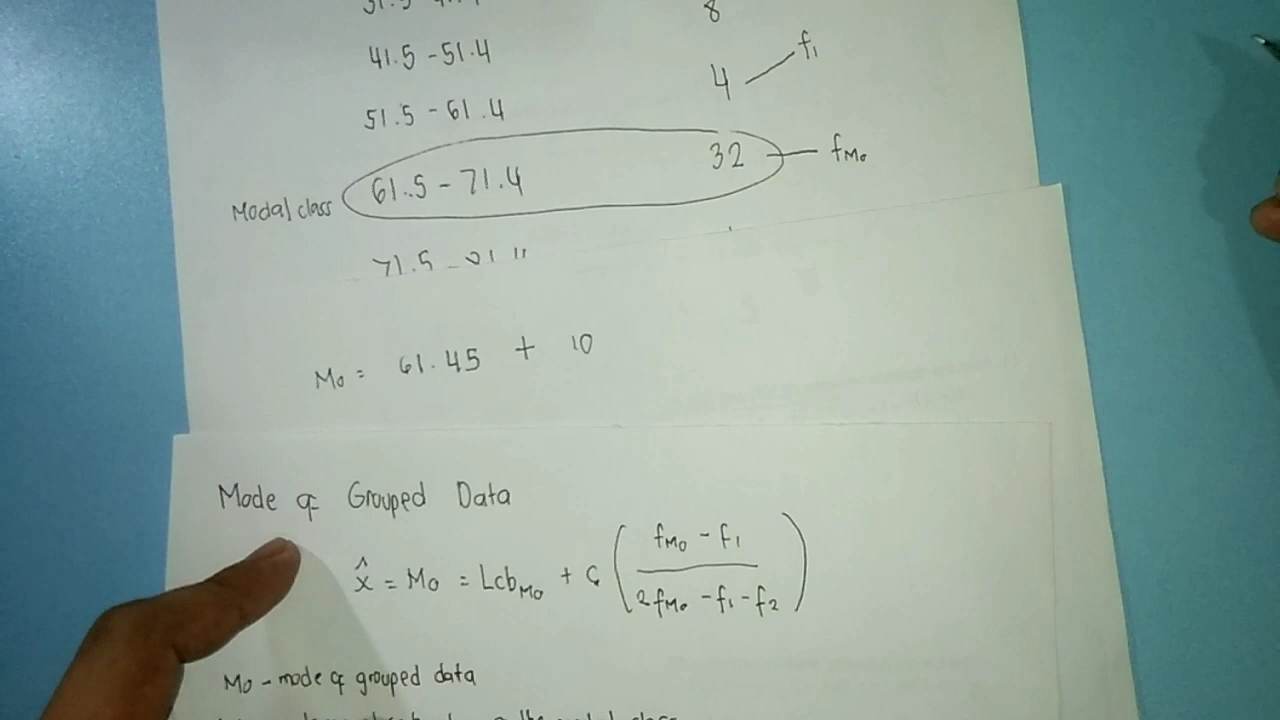 8
41.5 - 51.4
4 f₁
51.5 - 61.4
32 fMo
Modal class 61.5 - 71.4
71.5
Mo = 61.45 + 10
Mode of Grouped Data
x̂ = Mo = LcbMo + c (fMo - f₁ / 2fMo - f₁ - f₂)
Mo - mode of grouped data